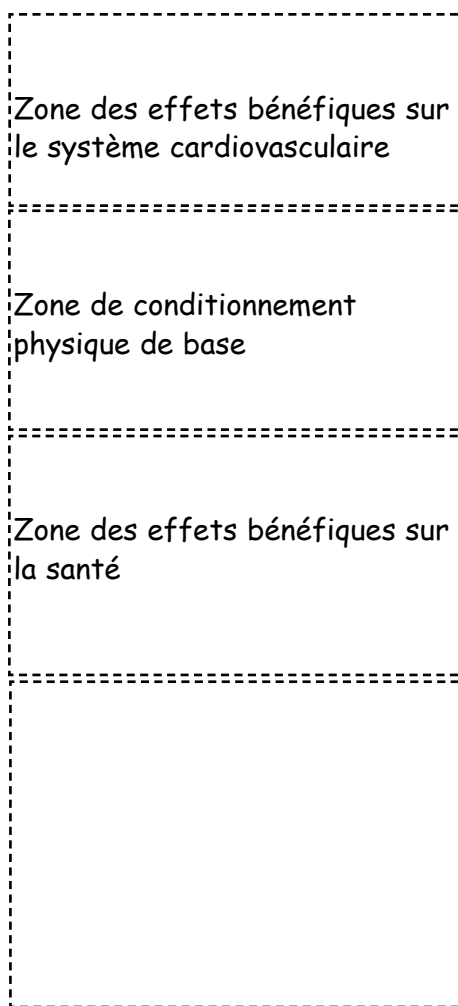 Zone des effets bénéfiques sur
le système cardiovasculaire
Zone de conditionnement
physique de base
Zone des effets bénéfiques sur
la santé